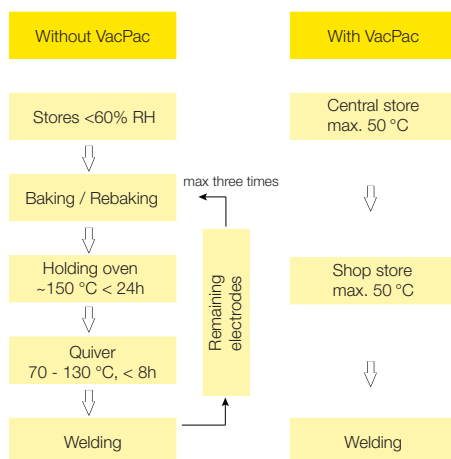 Without VacPac
Stores <60% RH
Baking / Rebaking
max three times
Holding oven
~150 °C < 24h
Quiver
70 - 130 °C, < 8h
Welding
Remaining
electrodes
With VacPac
Central store
max. 50 °C
Shop store
max. 50 °C
Welding